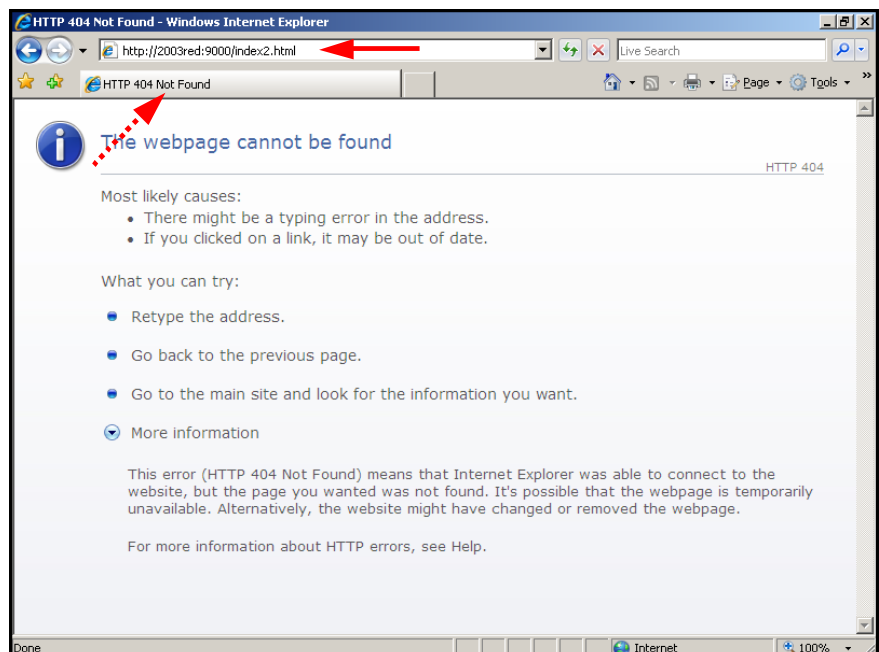 HTTP 404 Not Found - Windows Internet Explorer
http://2003red:9000/index2.html
Live Search
HTTP 404 Not Found
Page
Tools
»
The webpage cannot be found
HTTP 404
Most likely causes:
• There might be a typing error in the address.
• If you clicked on a link, it may be out of date.
What you can try:
Retype the address.
Go back to the previous page.
Go to the main site and look for the information you want.
More information
This error (HTTP 404 Not Found) means that Internet Explorer was able to connect to the
website, but the page you wanted was not found. It's possible that the webpage is temporarily
unavailable. Alternatively, the website might have changed or removed the webpage.
For more information about HTTP errors, see Help.
Done
Internet
100%